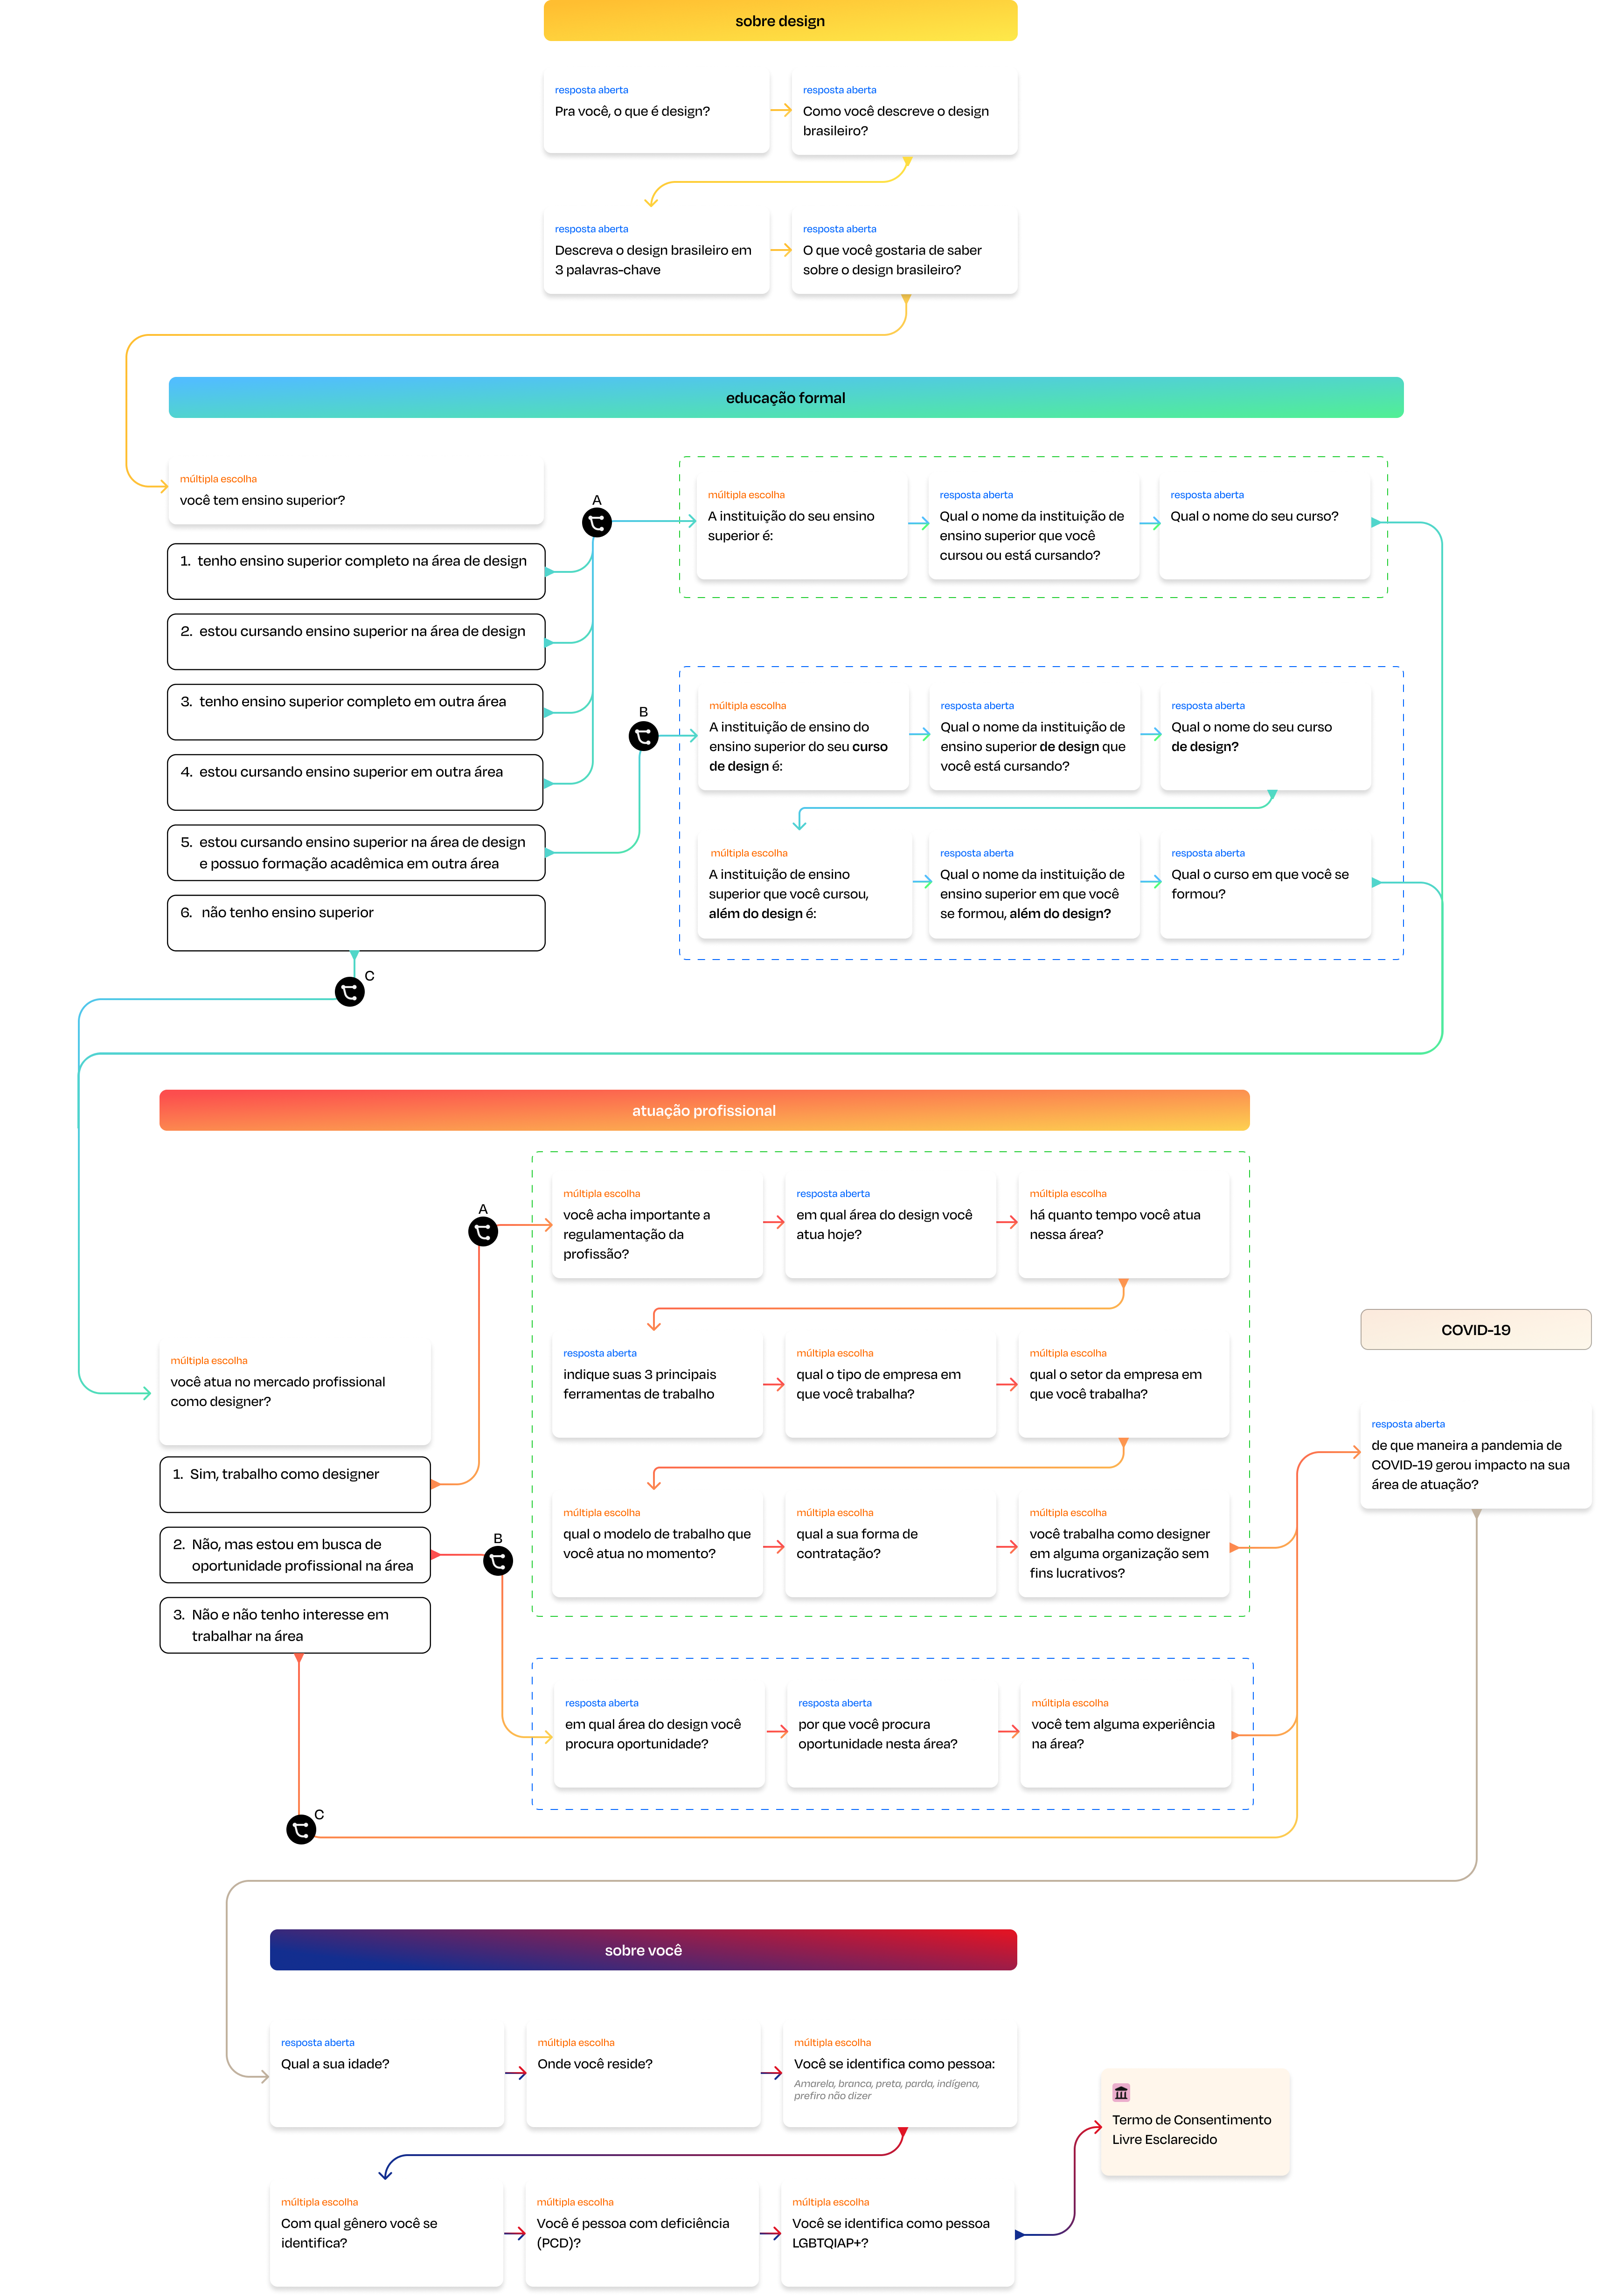 sobre design
resposta aberta
Pra você, o que é design?
resposta aberta
Como você descreve o design
brasileiro?
resposta aberta
Descreva o design brasileiro em
3 palavras-chave
resposta aberta
O que você gostaria de saber
sobre o design brasileiro?
educação formal
múltipla escolha
você tem ensino superior?
1. tenho ensino superior completo na área de design
2. estou cursando ensino superior na área de design
3. tenho ensino superior completo em outra área
4. estou cursando ensino superior em outra área
5. estou cursando ensino superior na área de design
e possuo formação acadêmica em outra área
6. não tenho ensino superior
A
múltipla escolha
A instituição do seu ensino
superior é:
resposta aberta
Qual o nome da instituição de
ensino superior que você
cursou ou está cursando?
resposta aberta
Qual o nome do seu curso?
B
múltipla escolha
A instituição de ensino do
ensino superior do seu curso
de design é:
resposta aberta
Qual o nome da instituição de
ensino superior de design que
você está cursando?
resposta aberta
Qual o nome do seu curso
de design?
múltipla escolha
A instituição de ensino
superior que você cursou,
além do design é:
resposta aberta
Qual o nome da instituição de
ensino superior em que você
se formou, além do design?
resposta aberta
Qual o curso em que você se
formou?
C
atuação profissional
múltipla escolha
você atua no mercado profissional
como designer?
1. Sim, trabalho como designer
2. Não, mas estou em busca de
oportunidade profissional na área
3. Não e não tenho interesse em
trabalhar na área
A
múltipla escolha
você acha importante a
regulamentação da
profissão?
resposta aberta
em qual área do design você
atua hoje?
múltipla escolha
há quanto tempo você atua
nessa área?
resposta aberta
indique suas 3 principais
ferramentas de trabalho
múltipla escolha
qual o tipo de empresa em
que você trabalha?
múltipla escolha
qual o setor da empresa em
que você trabalha?
múltipla escolha
qual o modelo de trabalho que
você atua no momento?
múltipla escolha
qual a sua forma de
contratação?
múltipla escolha
você trabalha como designer
em alguma organização sem
fins lucrativos?
B
resposta aberta
em qual área do design você
procura oportunidade?
resposta aberta
por que você procura
oportunidade nesta área?
múltipla escolha
você tem alguma experiência
na área?
C
COVID-19
resposta aberta
de que maneira a pandemia de
COVID-19 gerou impacto na sua
área de atuação?
sobre você
resposta aberta
Qual a sua idade?
múltipla escolha
Onde você reside?
múltipla escolha
Você se identifica como pessoa:
Amarela, branca, preta, parda, indígena,
prefiro não dizer
múltipla escolha
Com qual gênero você se
identifica?
múltipla escolha
Você é pessoa com deficiência
(PCD)?
múltipla escolha
Você se identifica como pessoa
LGBTQIAP+?
Termo de Consentimento
Livre Esclarecido